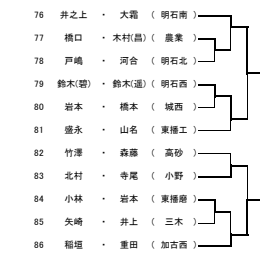 76 井之上 ・ 大霜 ( 明石南 )
77 橋口 ・ 木村(昌) ( 農業 )
78 戸嶋 ・ 河合 ( 明石北 )
79 鈴木(碧) ・ 鈴木(遥) ( 明石西 )
80 岩本 ・ 橋本 ( 城西 )
81 盛永 ・ 山名 ( 東播工 )
82 竹澤 ・ 森藤 ( 高砂 )
83 北村 ・ 寺尾 ( 小野 )
84 小林 ・ 岩本 ( 東播磨 )
85 矢崎 ・ 井上 ( 三木 )
86 稲垣 ・ 重田 ( 加古西 )